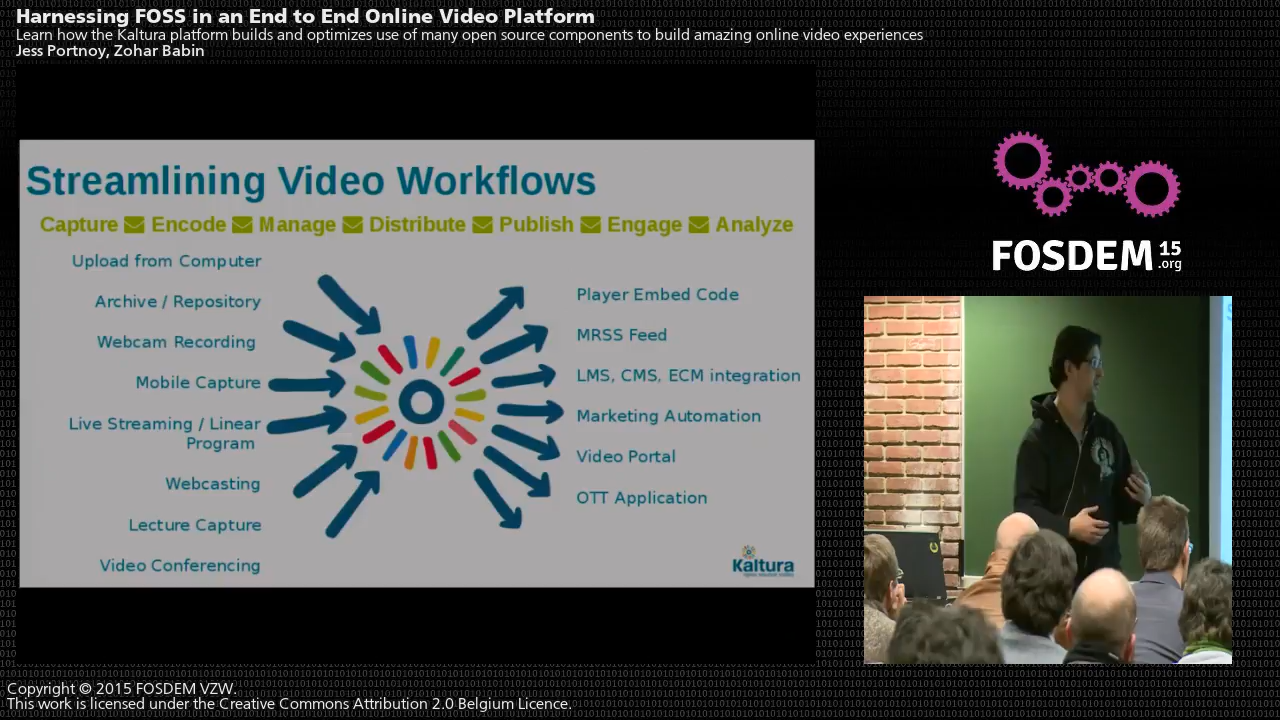 Harnessing FOSS in an End to End Online Video Platform
Learn how the Kaltura platform builds and optimizes use of many open source components to build amazing online video experiences
Jess Portnoy, Zohar Babin
Streamlining Video Workflows
Capture Encode Manage Distribute Publish Engage Analyze
Upload from Computer
Archive / Repository
Webcam Recording
Mobile Capture
Live Streaming / Linear
Program
Webcasting
Lecture Capture
Video Conferencing
Player Embed Code
MRSS Feed
LMS, CMS, ECM integration
Marketing Automation
Video Portal
OTT Application
Kaltura
FOSDEM 15
.org
Copyright © 2015 FOSDEM VZW.
This work is licensed under the Creative Commons Attribution 2.0 Belgium Licence.